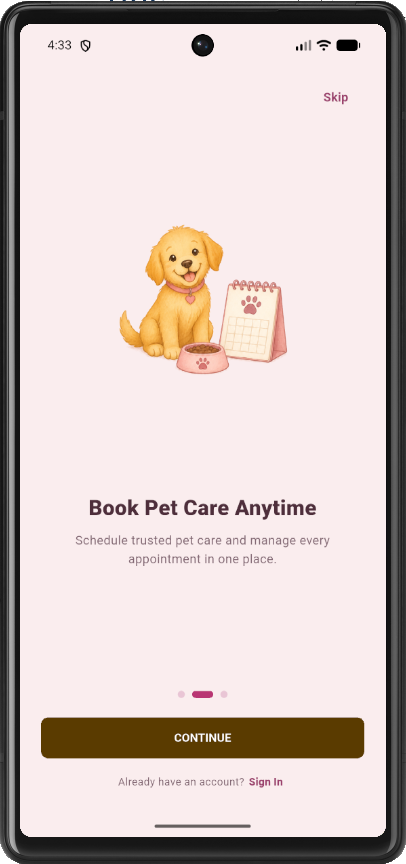 4:33
Skip
Book Pet Care Anytime
Schedule trusted pet care and manage every
appointment in one place.
CONTINUE
Already have an account? Sign In